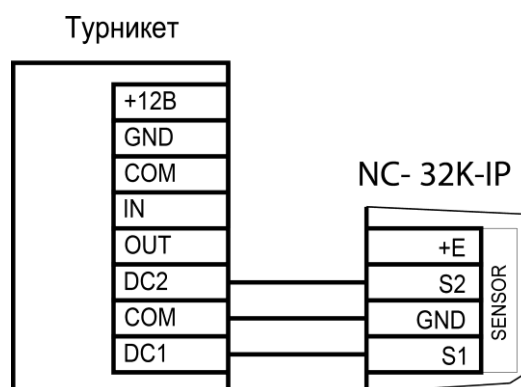 Турникет
+12В
GND
COM
IN
OUT
DC2
COM
DC1
NC- 32K-IP
+E
S2
GND
S1
SENSOR